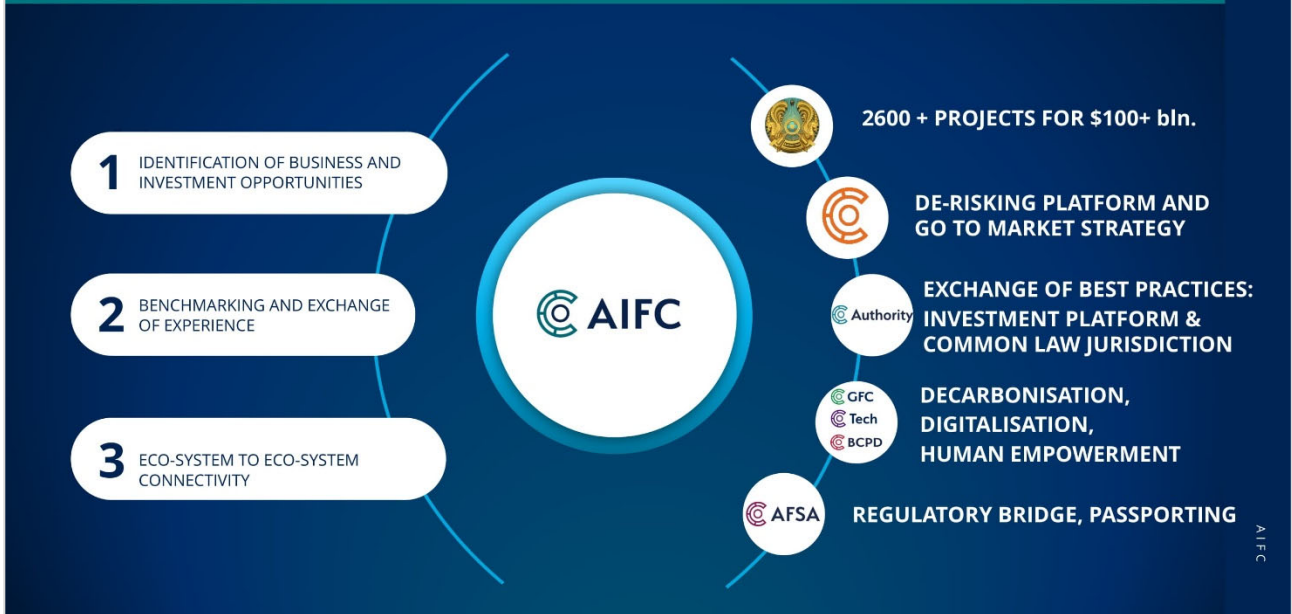 1
IDENTIFICATION OF BUSINESS AND
INVESTMENT OPPORTUNITIES
2
BENCHMARKING AND EXCHANGE
OF EXPERIENCE
3
ECO-SYSTEM TO ECO-SYSTEM
CONNECTIVITY
AIFC
2600 + PROJECTS FOR $100+ bln.
DE-RISKING PLATFORM AND
GO TO MARKET STRATEGY
Authority
EXCHANGE OF BEST PRACTICES:
INVESTMENT PLATFORM &
COMMON LAW JURISDICTION
GFC
Tech
BCPD
DECARBONISATION,
DIGITALISATION,
HUMAN EMPOWERMENT
AFSA
REGULATORY BRIDGE, PASSPORTING
AIFC